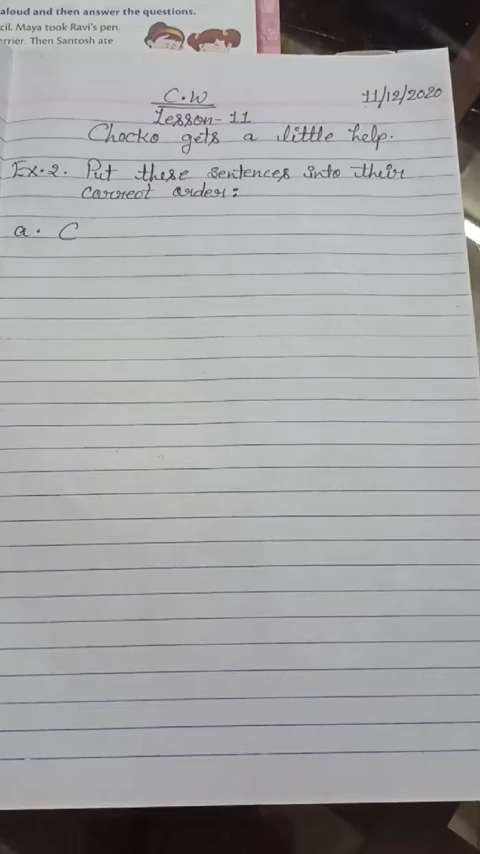 aloud and then answer the questions.
cil. Maya took Ravi's pen.
rrier. Then Santosh ate
C.W
11/12/2020
Lesson-11
Chocko gets a little help.
Ex.2. Put these sentences into their
correct order:
a. C